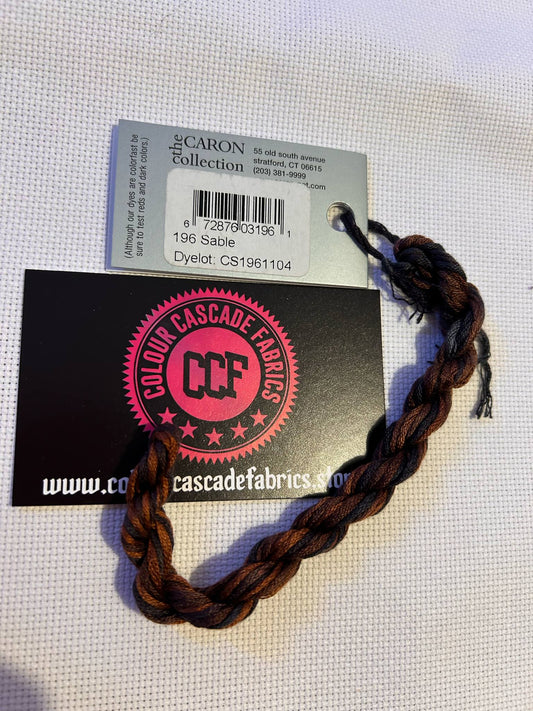 (Although our dyes are colorfast be
sure to test reds and dark colors.)
the CARON
collection
55 old south avenue
stratford, CT 06615
(203) 381-9999
6 72876 03196 1
196 Sable
Dyelot: CS1961104
COLOUR CASCADE FABRICS
CCF